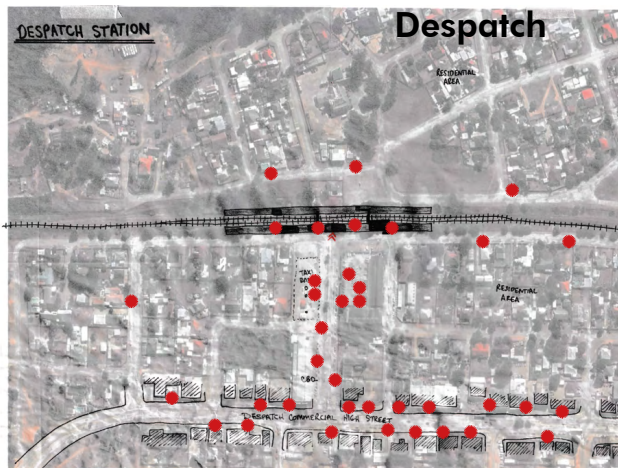 DESPATCH STATION
Despatch
RESIDENTIAL
AREA
TAXI
RESIDENTIAL
AREA
CBD
DESPATCH COMMERCIAL HIGH STREET